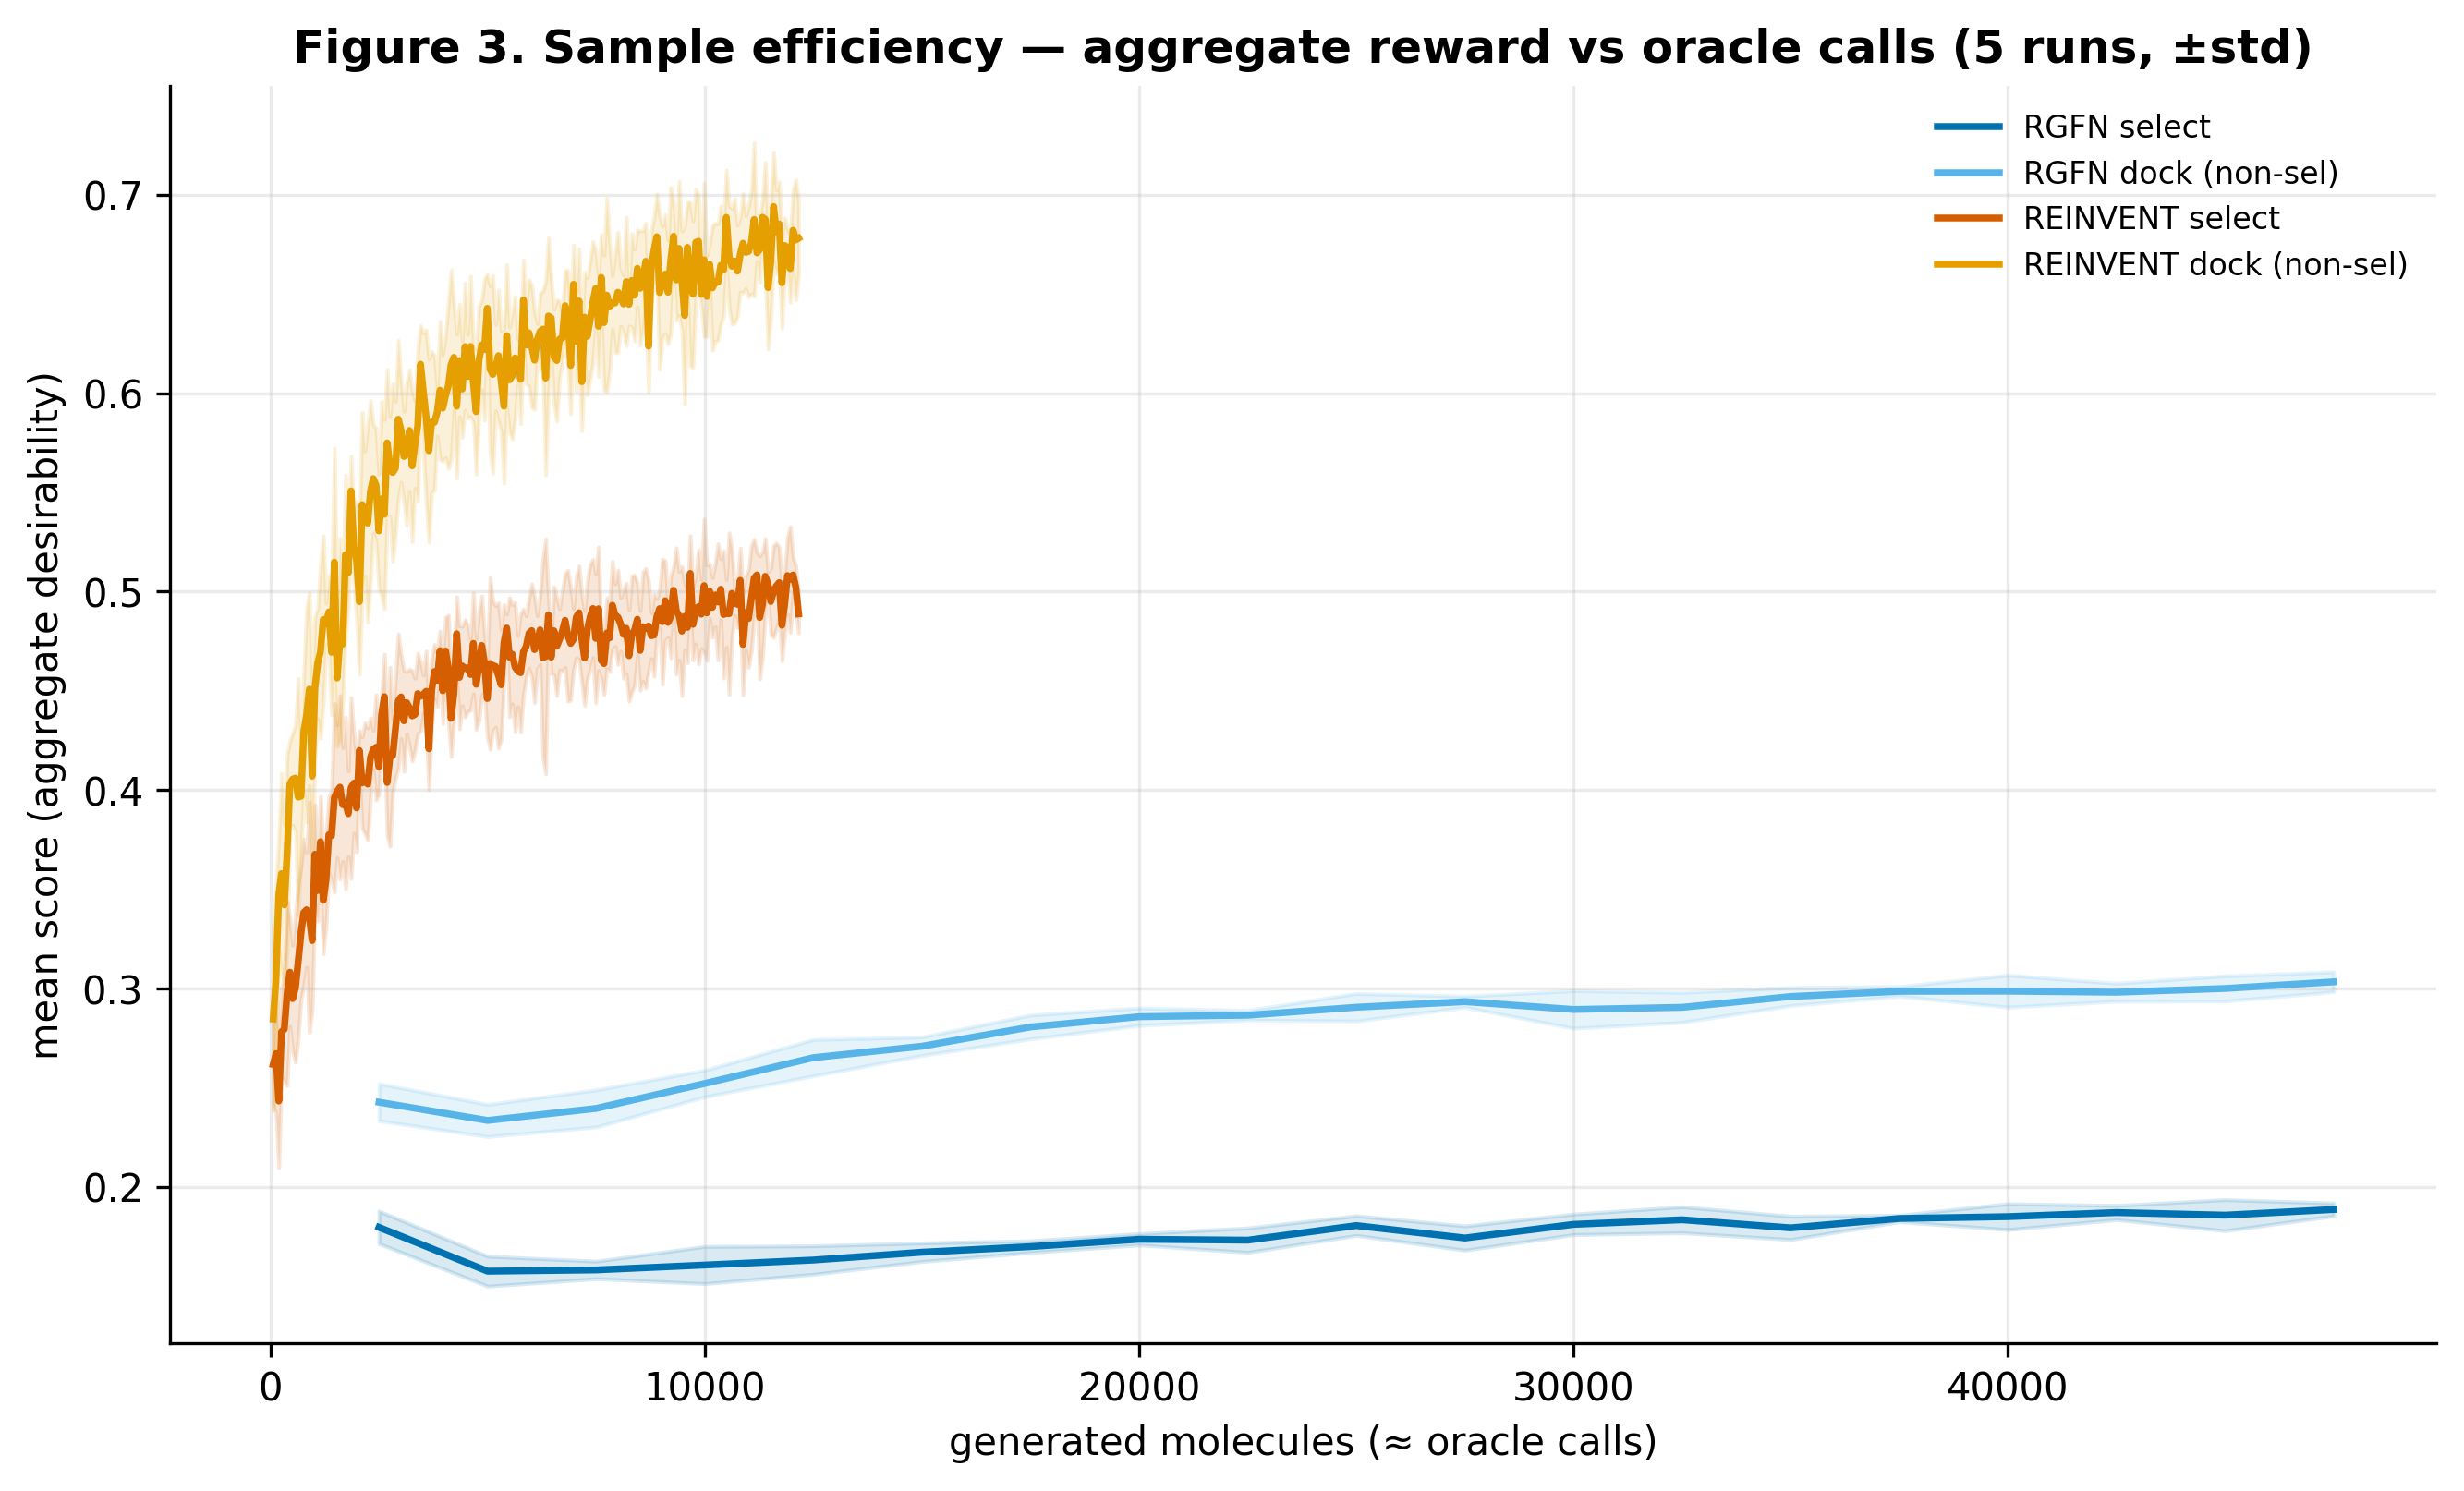 Figure 3. Sample efficiency — aggregate reward vs oracle calls (5 runs, ±std)
RGFN select
RGFN dock (non-sel)
REINVENT select
REINVENT dock (non-sel)
mean score (aggregate desirability)
0.7
0.6
0.5
0.4
0.3
0.2
0 10000 20000 30000 40000
generated molecules (≈ oracle calls)